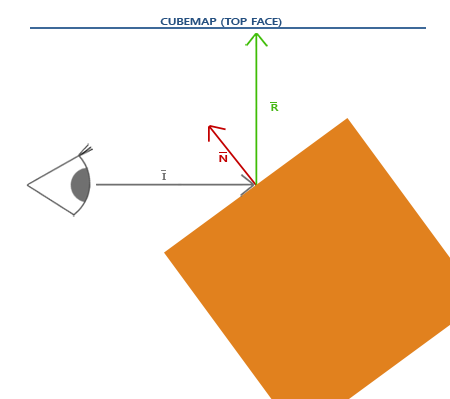 CUBEMAP (TOP FACE)
R̅
N̅
I̅